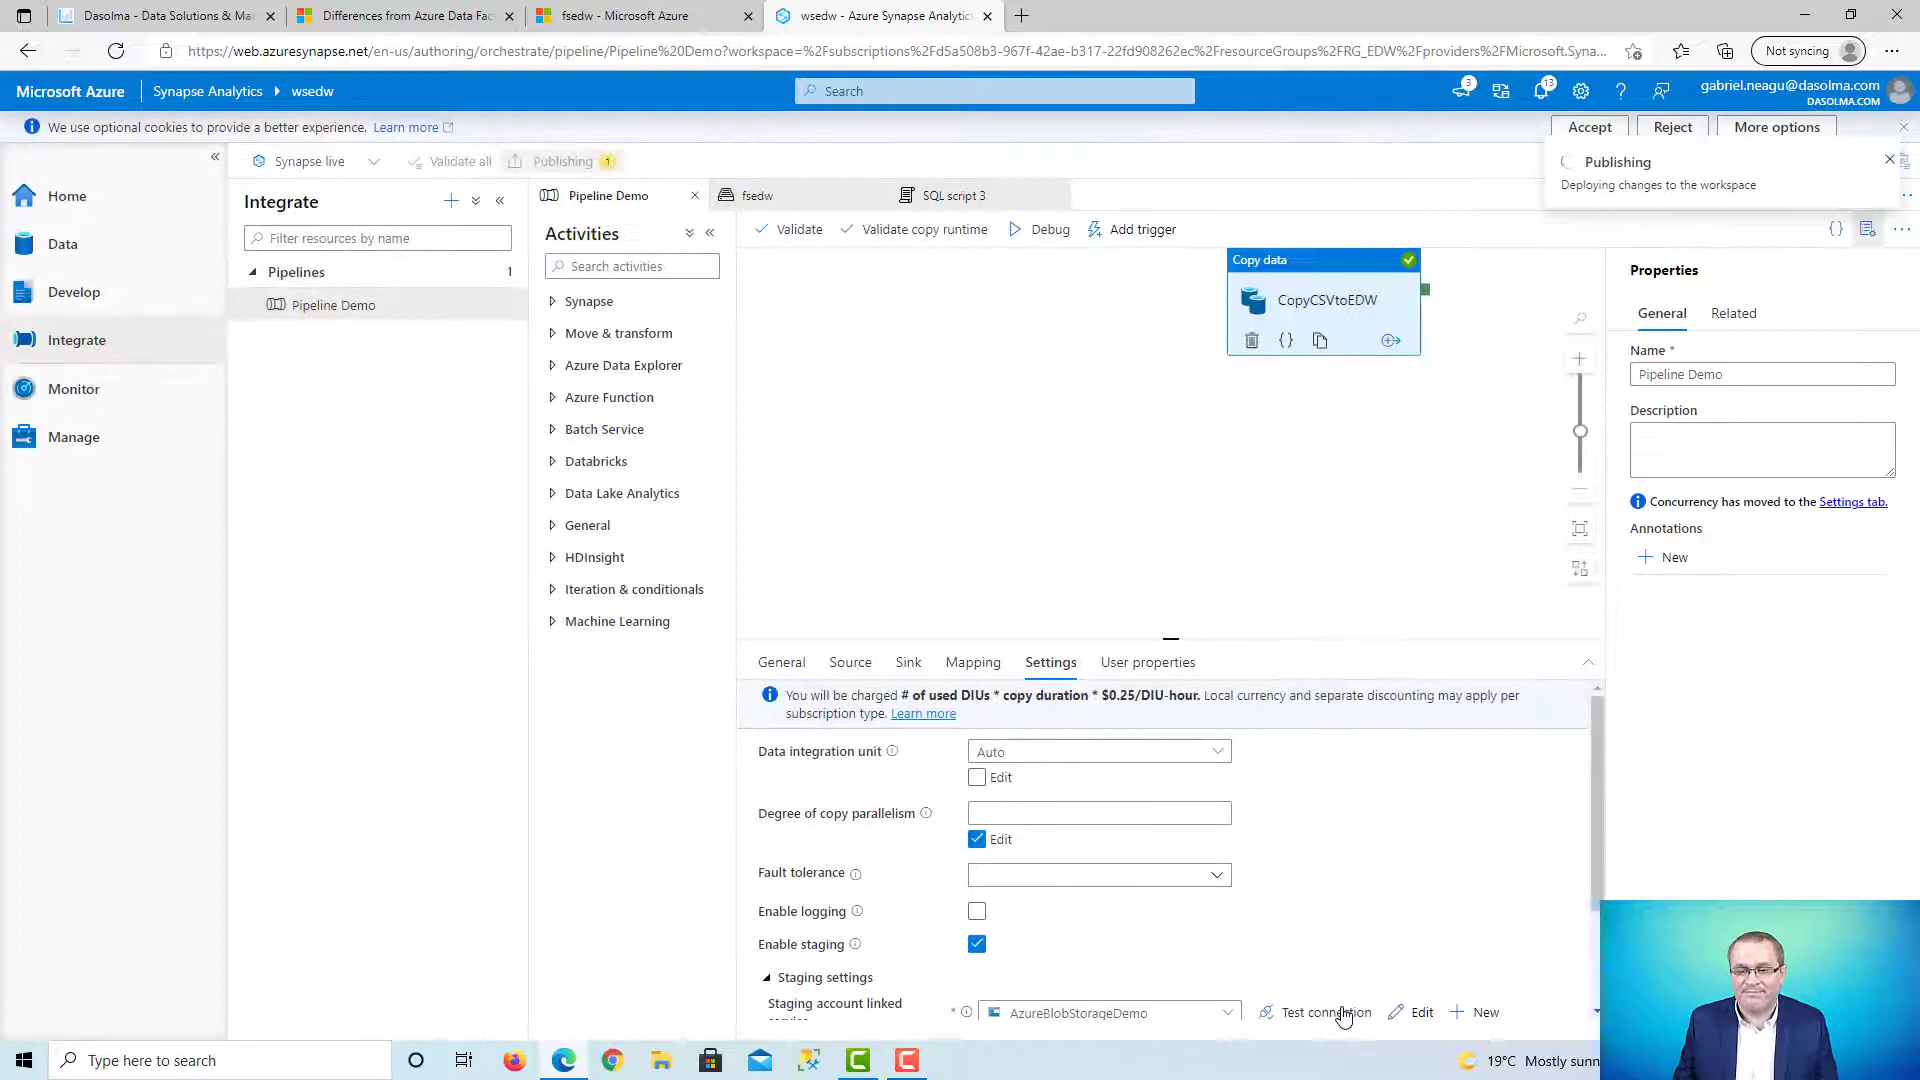 Dasolma - Data Solutions & Mar
Differences from Azure Data Fac
fsedw - Microsoft Azure
wsedw - Azure Synapse Analytics
https://web.azuresynapse.net/en-us/authoring/orchestrate/pipeline/Pipeline%20Demo?workspace=%2Fsubscriptions%2Fd5a508b3-967f-42ae-b317-22fd908262ec%2FresourceGroups%2FRG_EDW%2Fproviders%2FMicrosoft.Syna...
Not syncing
Microsoft Azure
Synapse Analytics
wsedw
Search
3
13
gabriel.neagu@dasolma.com
DASOLMA.COM
We use optional cookies to provide a better experience. Learn more
Accept
Reject
More options
Synapse live
Validate all
Publishing 1
Publishing
Deploying changes to the workspace
Home
Data
Develop
Integrate
Monitor
Manage
Integrate
Filter resources by name
Pipelines 1
Pipeline Demo
Pipeline Demo
fsedw
SQL script 3
Activities
Search activities
Synapse
Move & transform
Azure Data Explorer
Azure Function
Batch Service
Databricks
Data Lake Analytics
General
HDInsight
Iteration & conditionals
Machine Learning
Validate
Validate copy runtime
Debug
Add trigger
Copy data
CopyCSVtoEDW
Properties
General
Related
Name *
Pipeline Demo
Description
Concurrency has moved to the Settings tab.
Annotations
New
General
Source
Sink
Mapping
Settings
User properties
You will be charged # of used DIUs * copy duration * $0.25/DIU-hour. Local currency and separate discounting may apply per
subscription type. Learn more
Data integration unit
Auto
Edit
Degree of copy parallelism
Edit
Fault tolerance
Enable logging
Enable staging
Staging settings
Staging account linked
*
AzureBlobStorageDemo
Test connection
Edit
New
Type here to search
19°C Mostly sunn